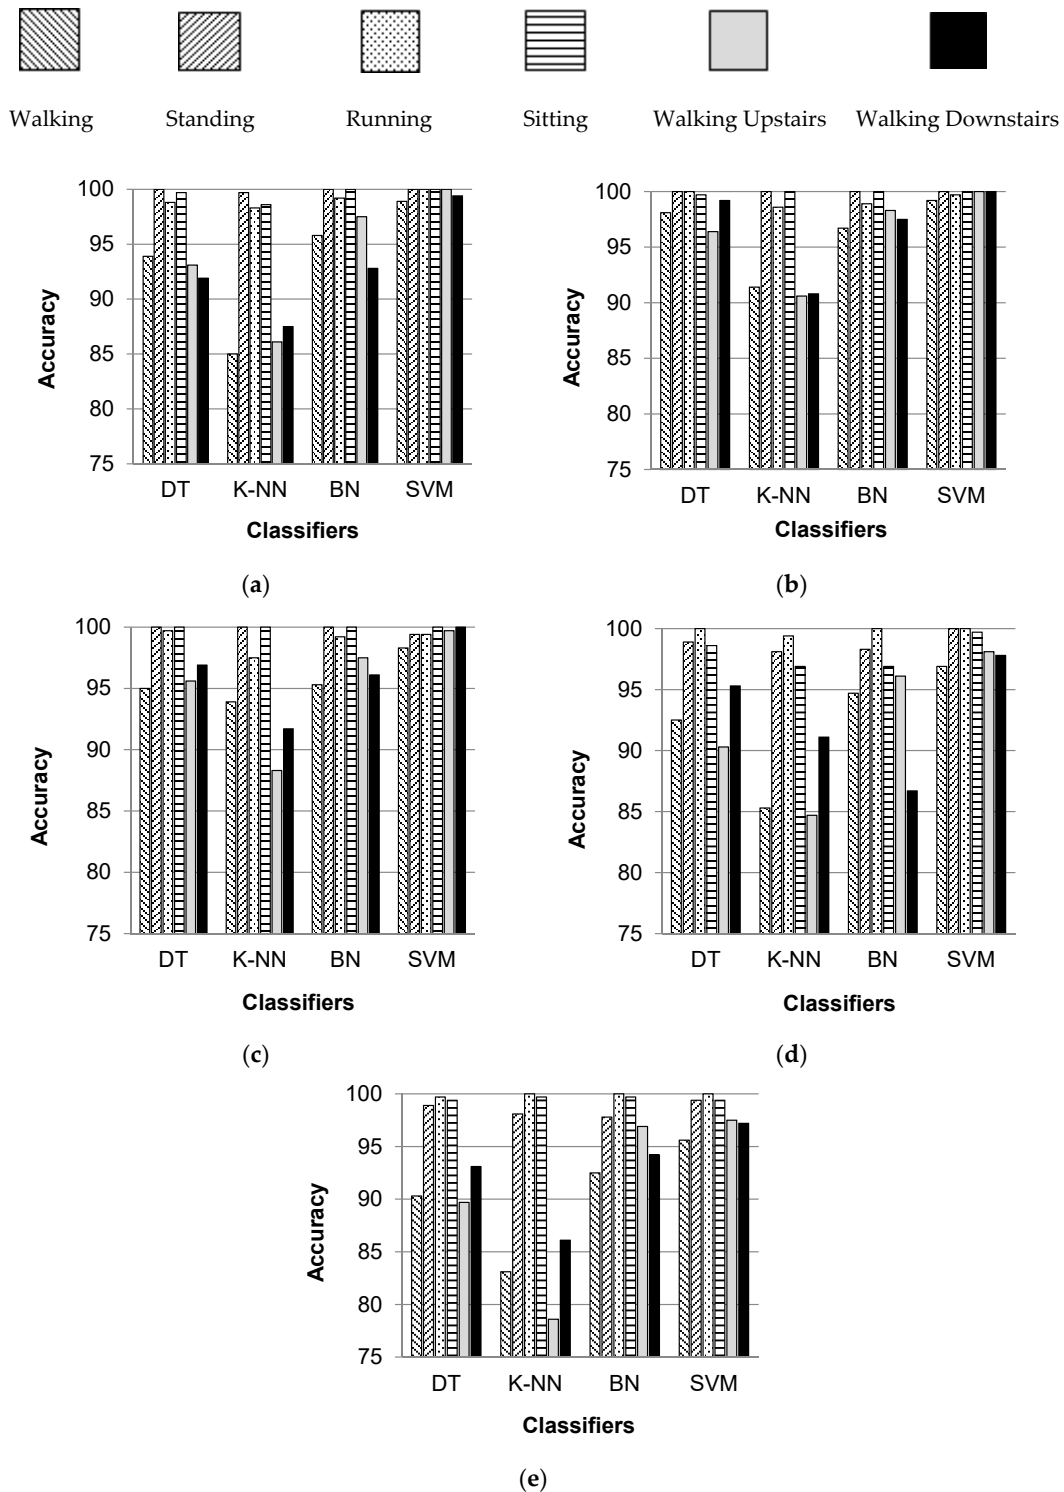 Walking Standing Running Sitting Walking Upstairs Walking Downstairs
100
95
90
85
80
75
Accuracy
DT K-NN BN SVM
Classifiers
(a)
100
95
90
85
80
75
Accuracy
DT K-NN BN SVM
Classifiers
(b)
100
95
90
85
80
75
Accuracy
DT K-NN BN SVM
Classifiers
(c)
100
95
90
85
80
75
Accuracy
DT K-NN BN SVM
Classifiers
(d)
100
95
90
85
80
75
Accuracy
DT K-NN BN SVM
Classifiers
(e)